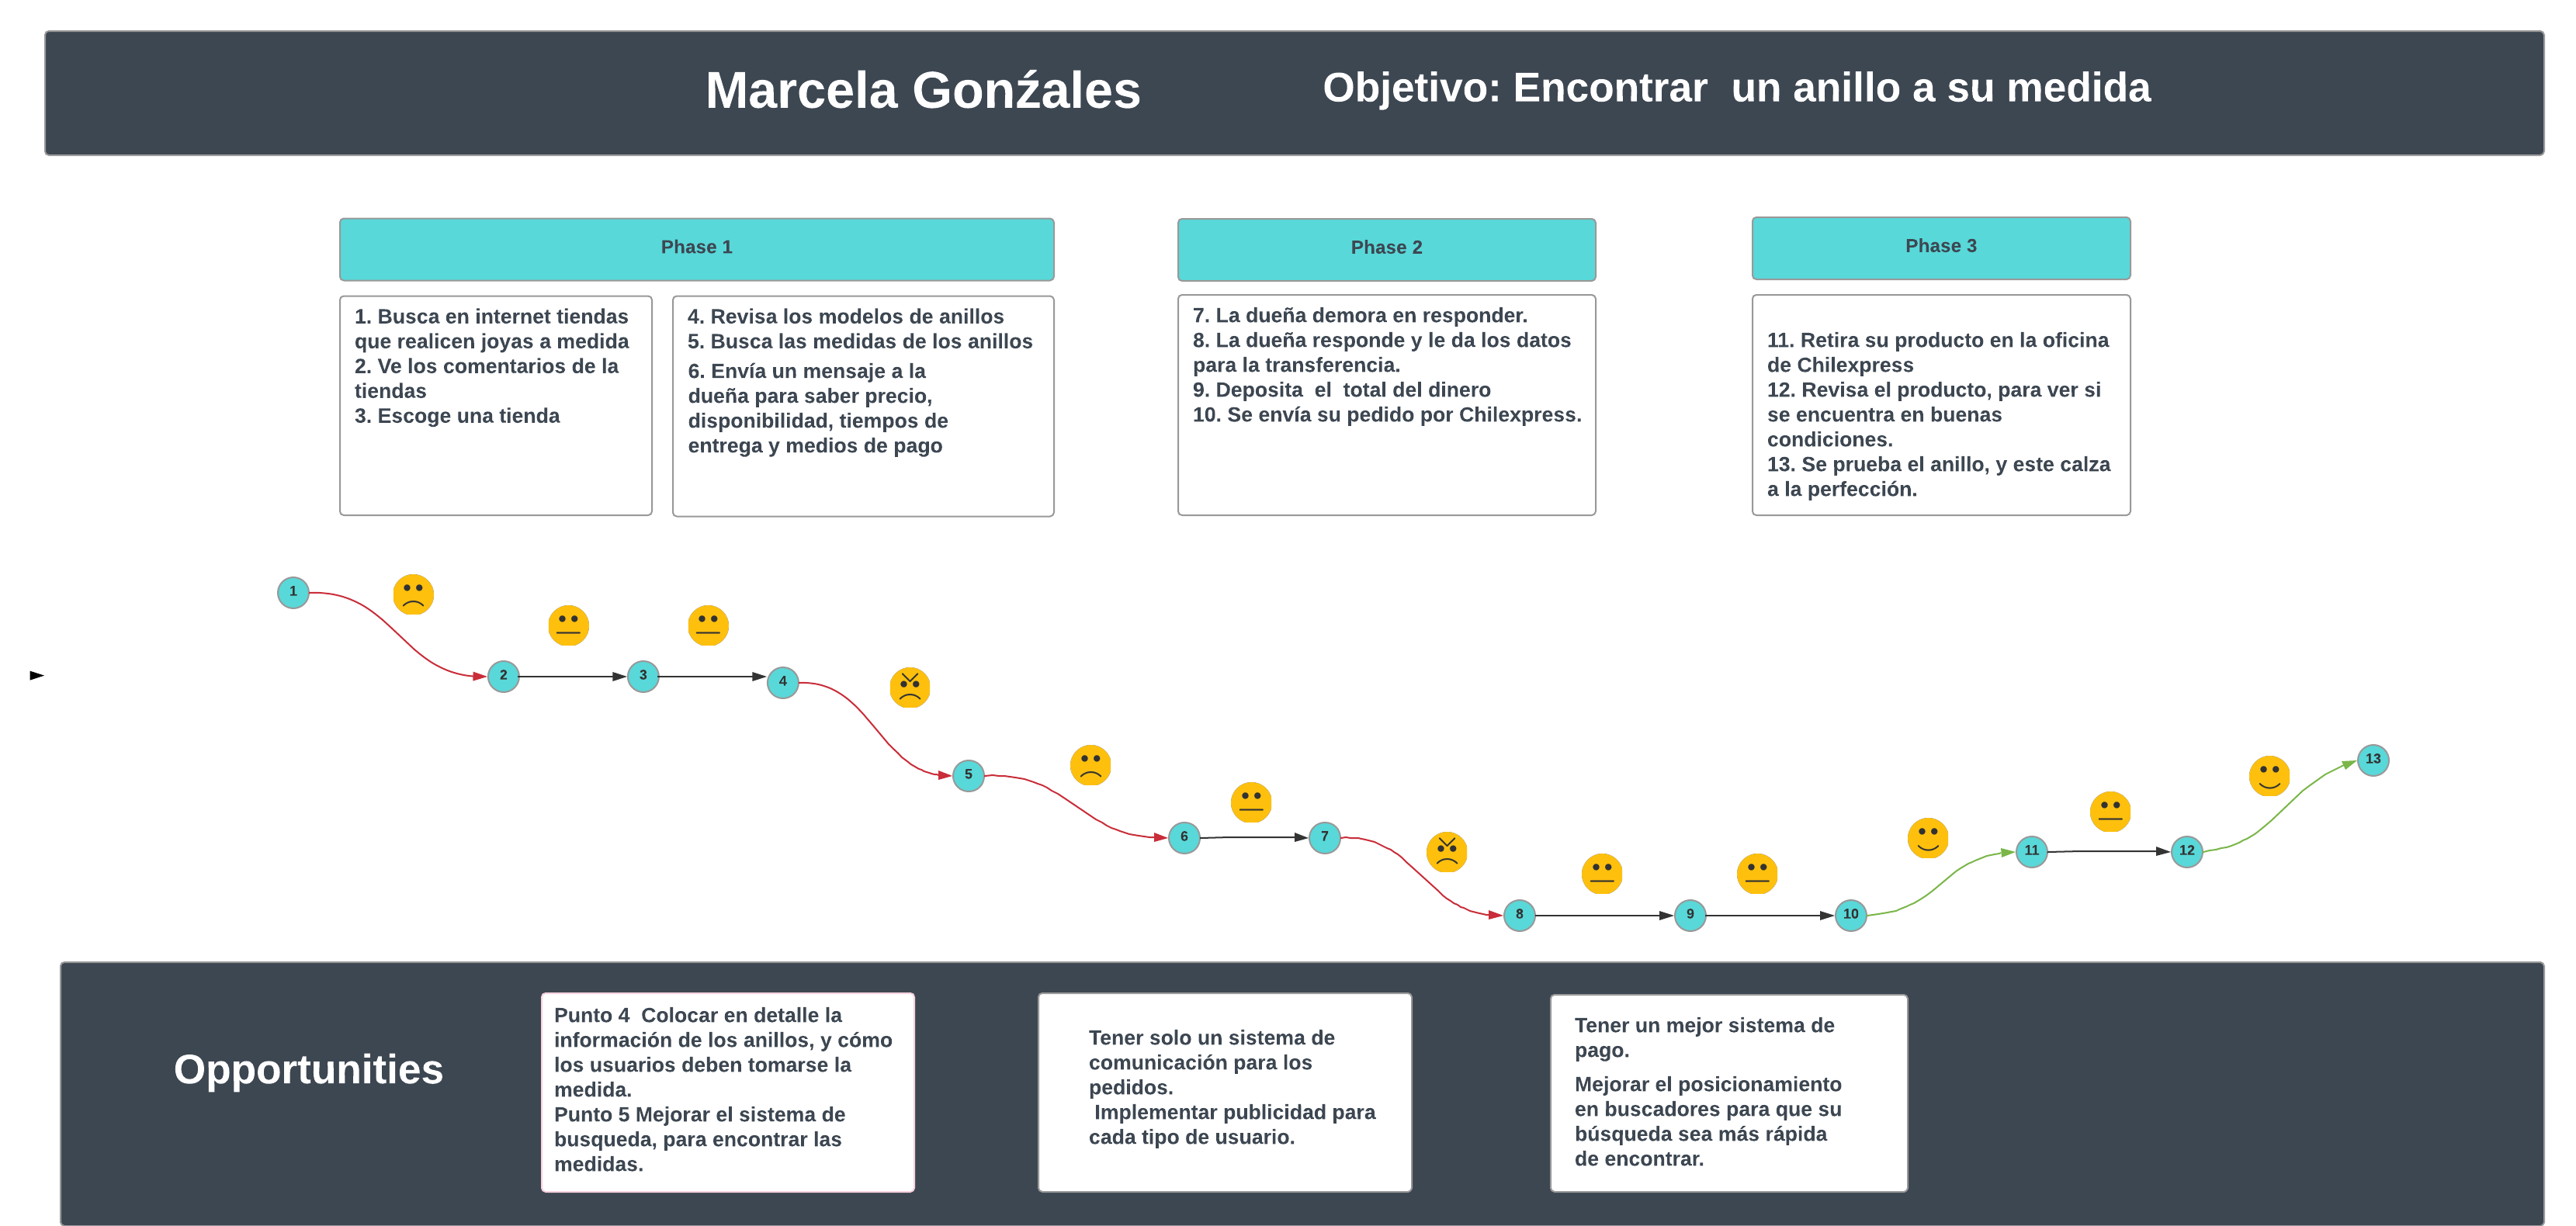 Marcela Gonźales
Objetivo: Encontrar  un anillo a su medida
Phase 1
1. Busca en internet tiendas
que realicen joyas a medida
2. Ve los comentarios de la
tiendas
3. Escoge una tienda
4. Revisa los modelos de anillos
5. Busca las medidas de los anillos
6. Envía un mensaje a la
dueña para saber precio,
disponibilidad, tiempos de
entrega y medios de pago
Phase 2
7. La dueña demora en responder.
8. La dueña responde y le da los datos
para la transferencia.
9. Deposita  el  total del dinero
10. Se envía su pedido por Chilexpress.
Phase 3
11. Retira su producto en la oficina
de Chilexpress
12. Revisa el producto, para ver si
se encuentra en buenas
condiciones.
13. Se prueba el anillo, y este calza
a la perfección.
1
2
3
4
5
6
7
8
9
10
11
12
13
Opportunities
Punto 4  Colocar en detalle la
información de los anillos, y cómo
los usuarios deben tomarse la
medida.
Punto 5 Mejorar el sistema de
busqueda, para encontrar las
medidas.
Tener solo un sistema de
comunicación para los
pedidos.
Implementar publicidad para
cada tipo de usuario.
Tener un mejor sistema de
pago.
Mejorar el posicionamiento
en buscadores para que su
búsqueda sea más rápida
de encontrar.